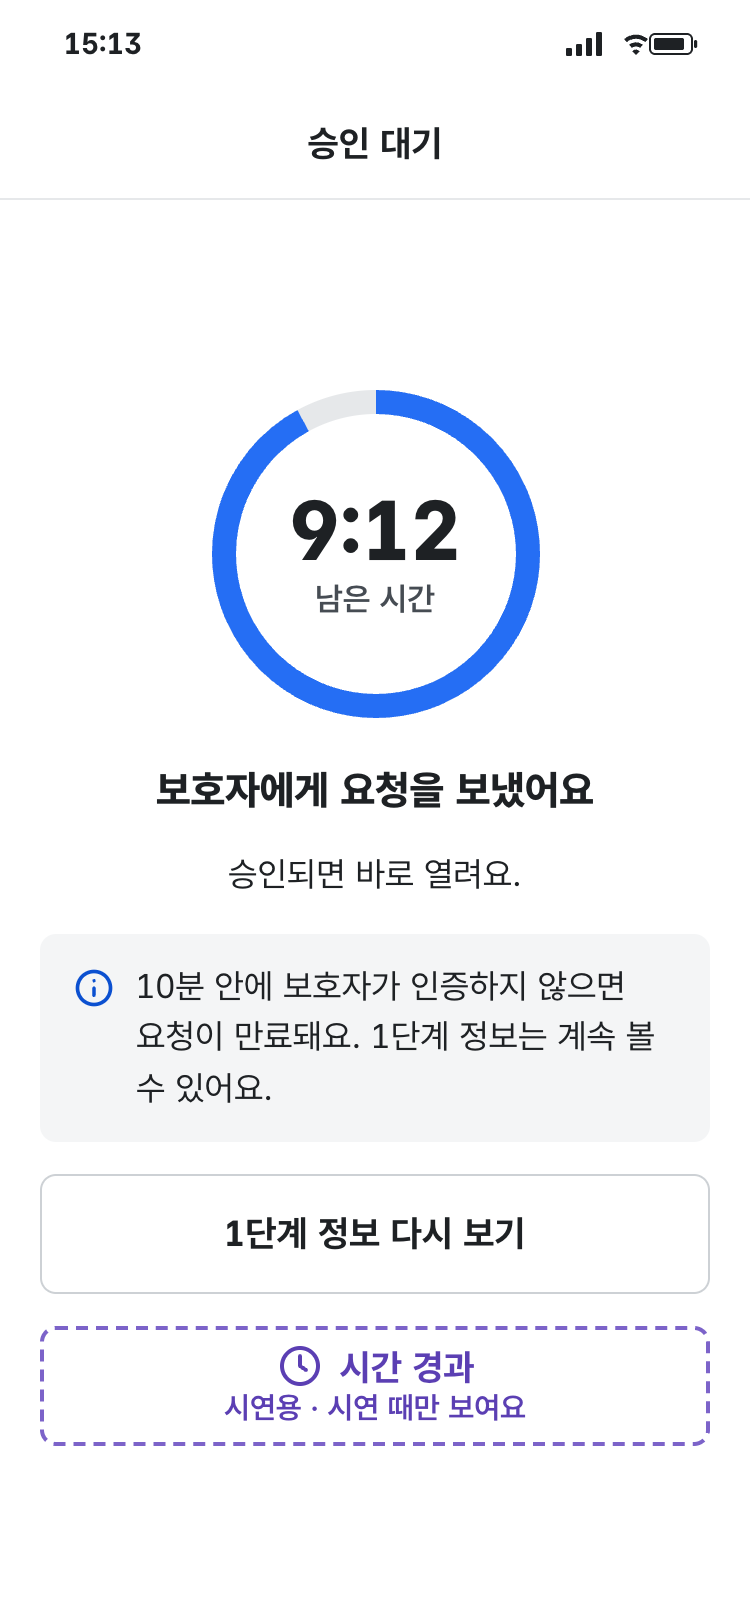 15:13
승인 대기
9:12
남은 시간
보호자에게 요청을 보냈어요
승인되면 바로 열려요.
10분 안에 보호자가 인증하지 않으면
요청이 만료돼요. 1단계 정보는 계속 볼
수 있어요.
1단계 정보 다시 보기
시간 경과
시연용 · 시연 때만 보여요